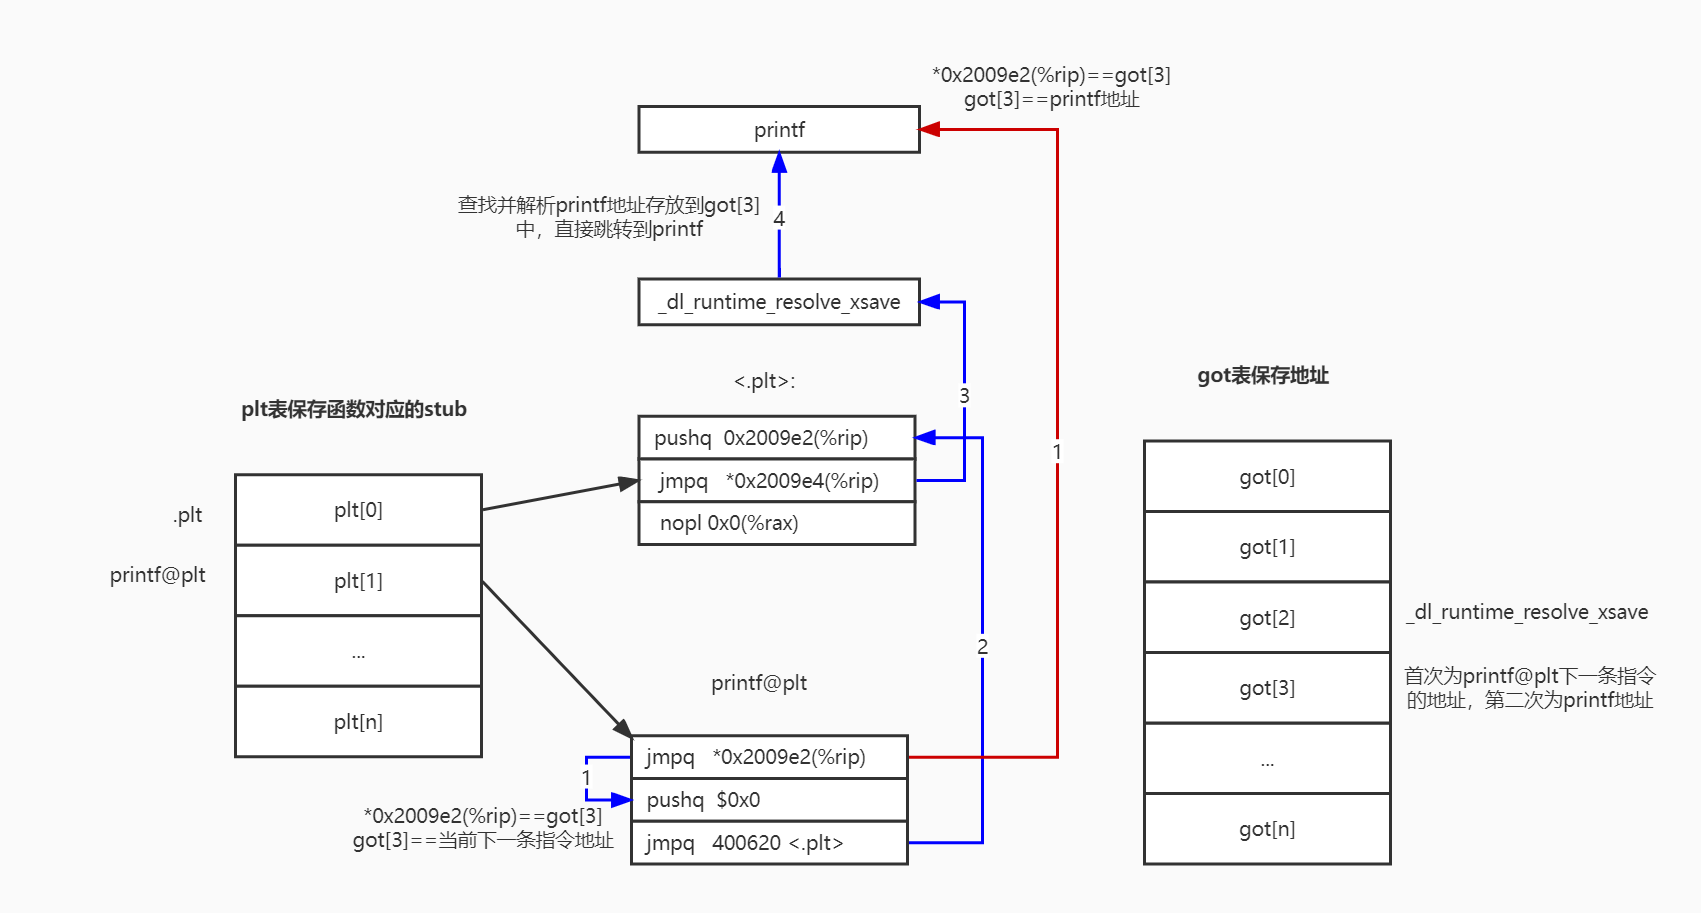 *0x2009e2(%rip)==got[3]
got[3]==printf地址
printf
查找并解析printf地址存放到got[3]
中，直接跳转到printf
4
_dl_runtime_resolve_xsave
<.plt>:
3
got表保存地址
plt表保存函数对应的stub
pushq 0x2009e2(%rip)
jmpq *0x2009e4(%rip)
nopl 0x0(%rax)
1
.plt
plt[0]
printf@plt
plt[1]
...
plt[n]
got[0]
got[1]
got[2]
_dl_runtime_resolve_xsave
got[3]
首次为printf@plt下一条指令
的地址，第二次为printf地址
...
got[n]
2
printf@plt
jmpq *0x2009e2(%rip)
1
pushq $0x0
jmpq 400620 <.plt>
*0x2009e2(%rip)==got[3]
got[3]==当前下一条指令地址